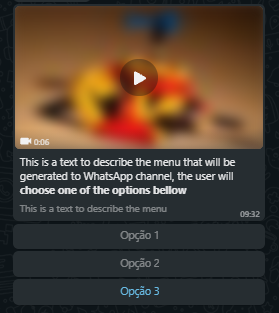 0:06
This is a text to describe the menu that will be
generated to WhatsApp channel, the user will
choose one of the options bellow
This is a text to describe the menu
09:32
Opção 1
Opção 2
Opção 3